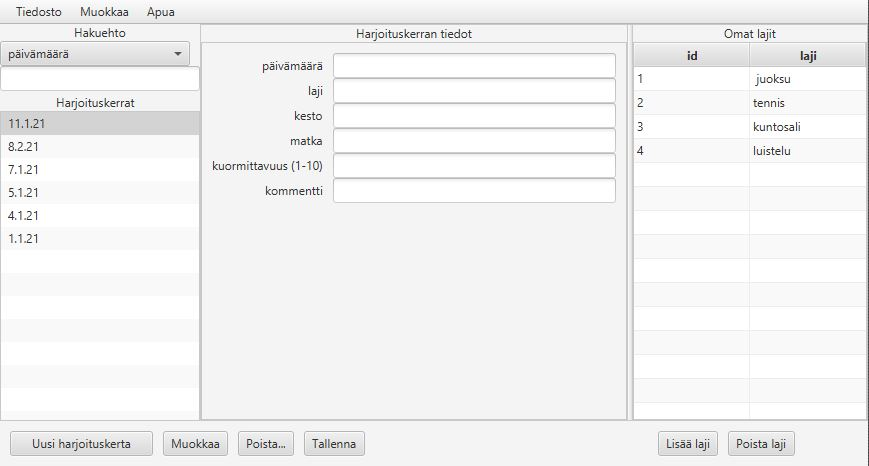 Tiedosto Muokkaa Apua
Hakuehto
päivämäärä
Harjoituskerrat
11.1.21
8.2.21
7.1.21
5.1.21
4.1.21
1.1.21
Harjoituskerran tiedot
päivämäärä
laji
kesto
matka
kuormittavuus (1-10)
kommentti
Omat lajit
id laji
1 juoksu
2 tennis
3 kuntosali
4 luistelu
Uusi harjoituskerta Muokkaa Poista... Tallenna Lisää laji Poista laji